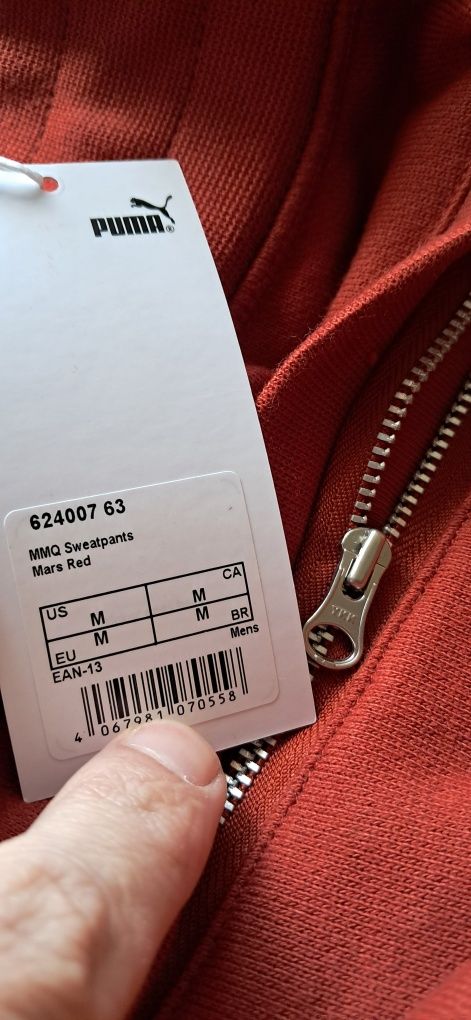 PUMA®
624007 63
MMQ Sweatpants
Mars Red
US M M CA
EU M M BR
EAN-13 Mens
4 067981 070558
YKK